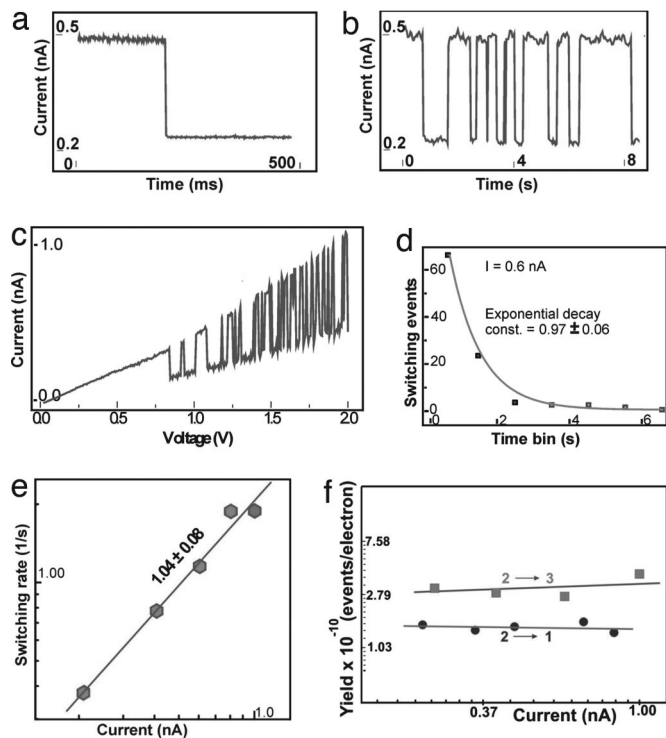 a
0.5
Current (nA)
0.2
0
500
Time (ms)
b
0.5
Current (nA)
0.2
0
4
8
Time (s)
c
1.0
Current (nA)
0.0
0.0
0.5
1.0
1.5
2.0
Voltage(V)
d
60
I = 0.6 nA
40
Exponential decay
const. = 0.97 ± 0.06
20
0
Switching events
0
2
4
6
Time bin (s)
e
1.04 ± 0.08
1.00
Switching rate (1/s)
Current (nA)
1.0
f
7.58
2 → 3
2.79
2 → 1
1.03
Yield x 10⁻¹⁰ (events/electron)
0.37
Current (nA)
1.00